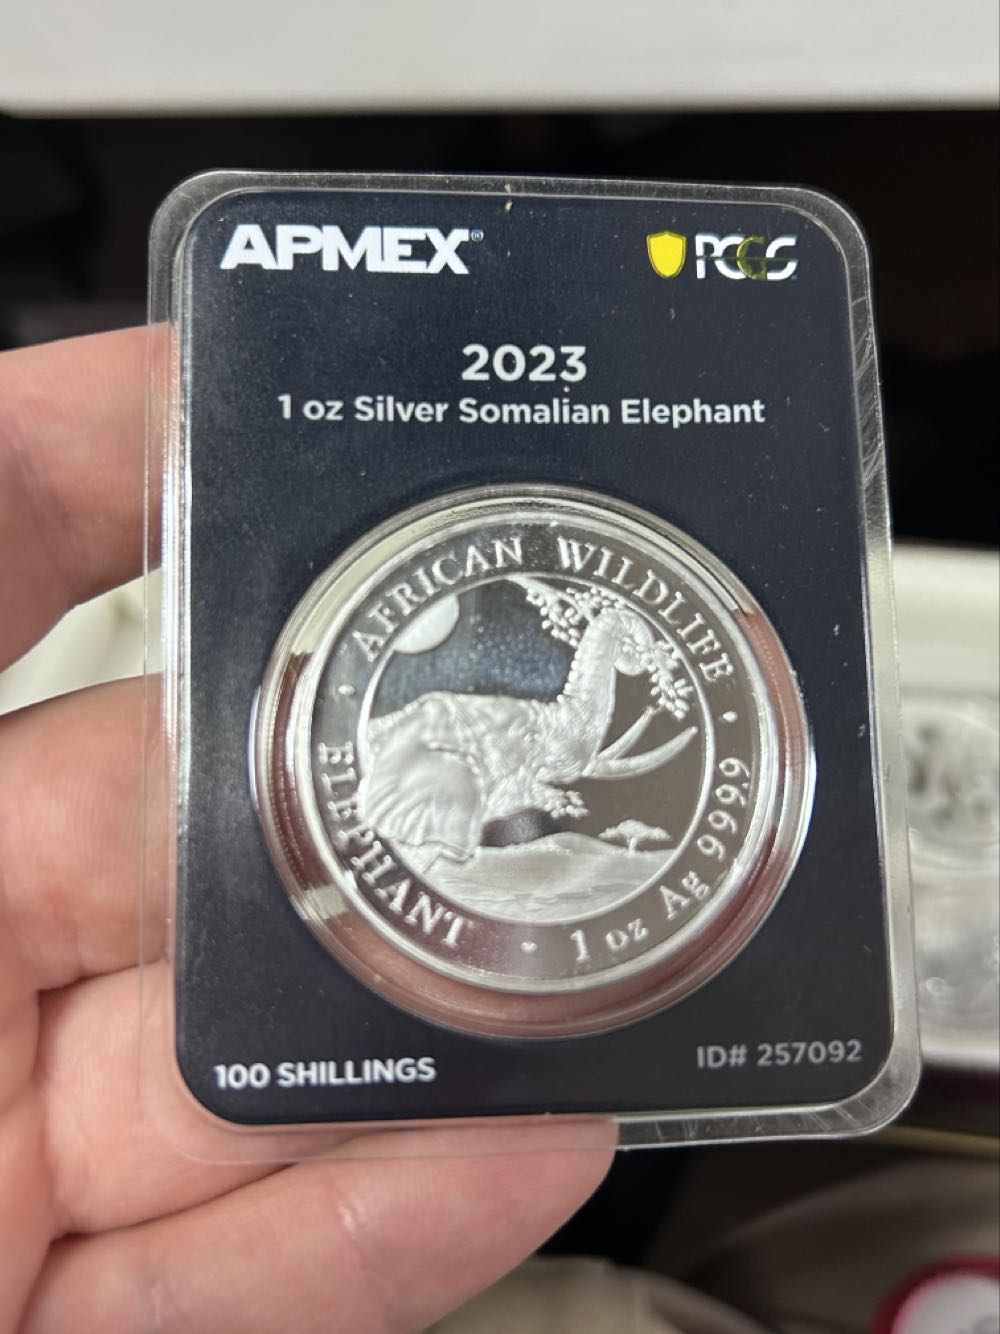 APMEX®
PCGS
2023
1 oz Silver Somalian Elephant
AFRICAN WILDLIFE
ELEPHANT
1 oz Ag 999.9
100 SHILLINGS
ID# 257092